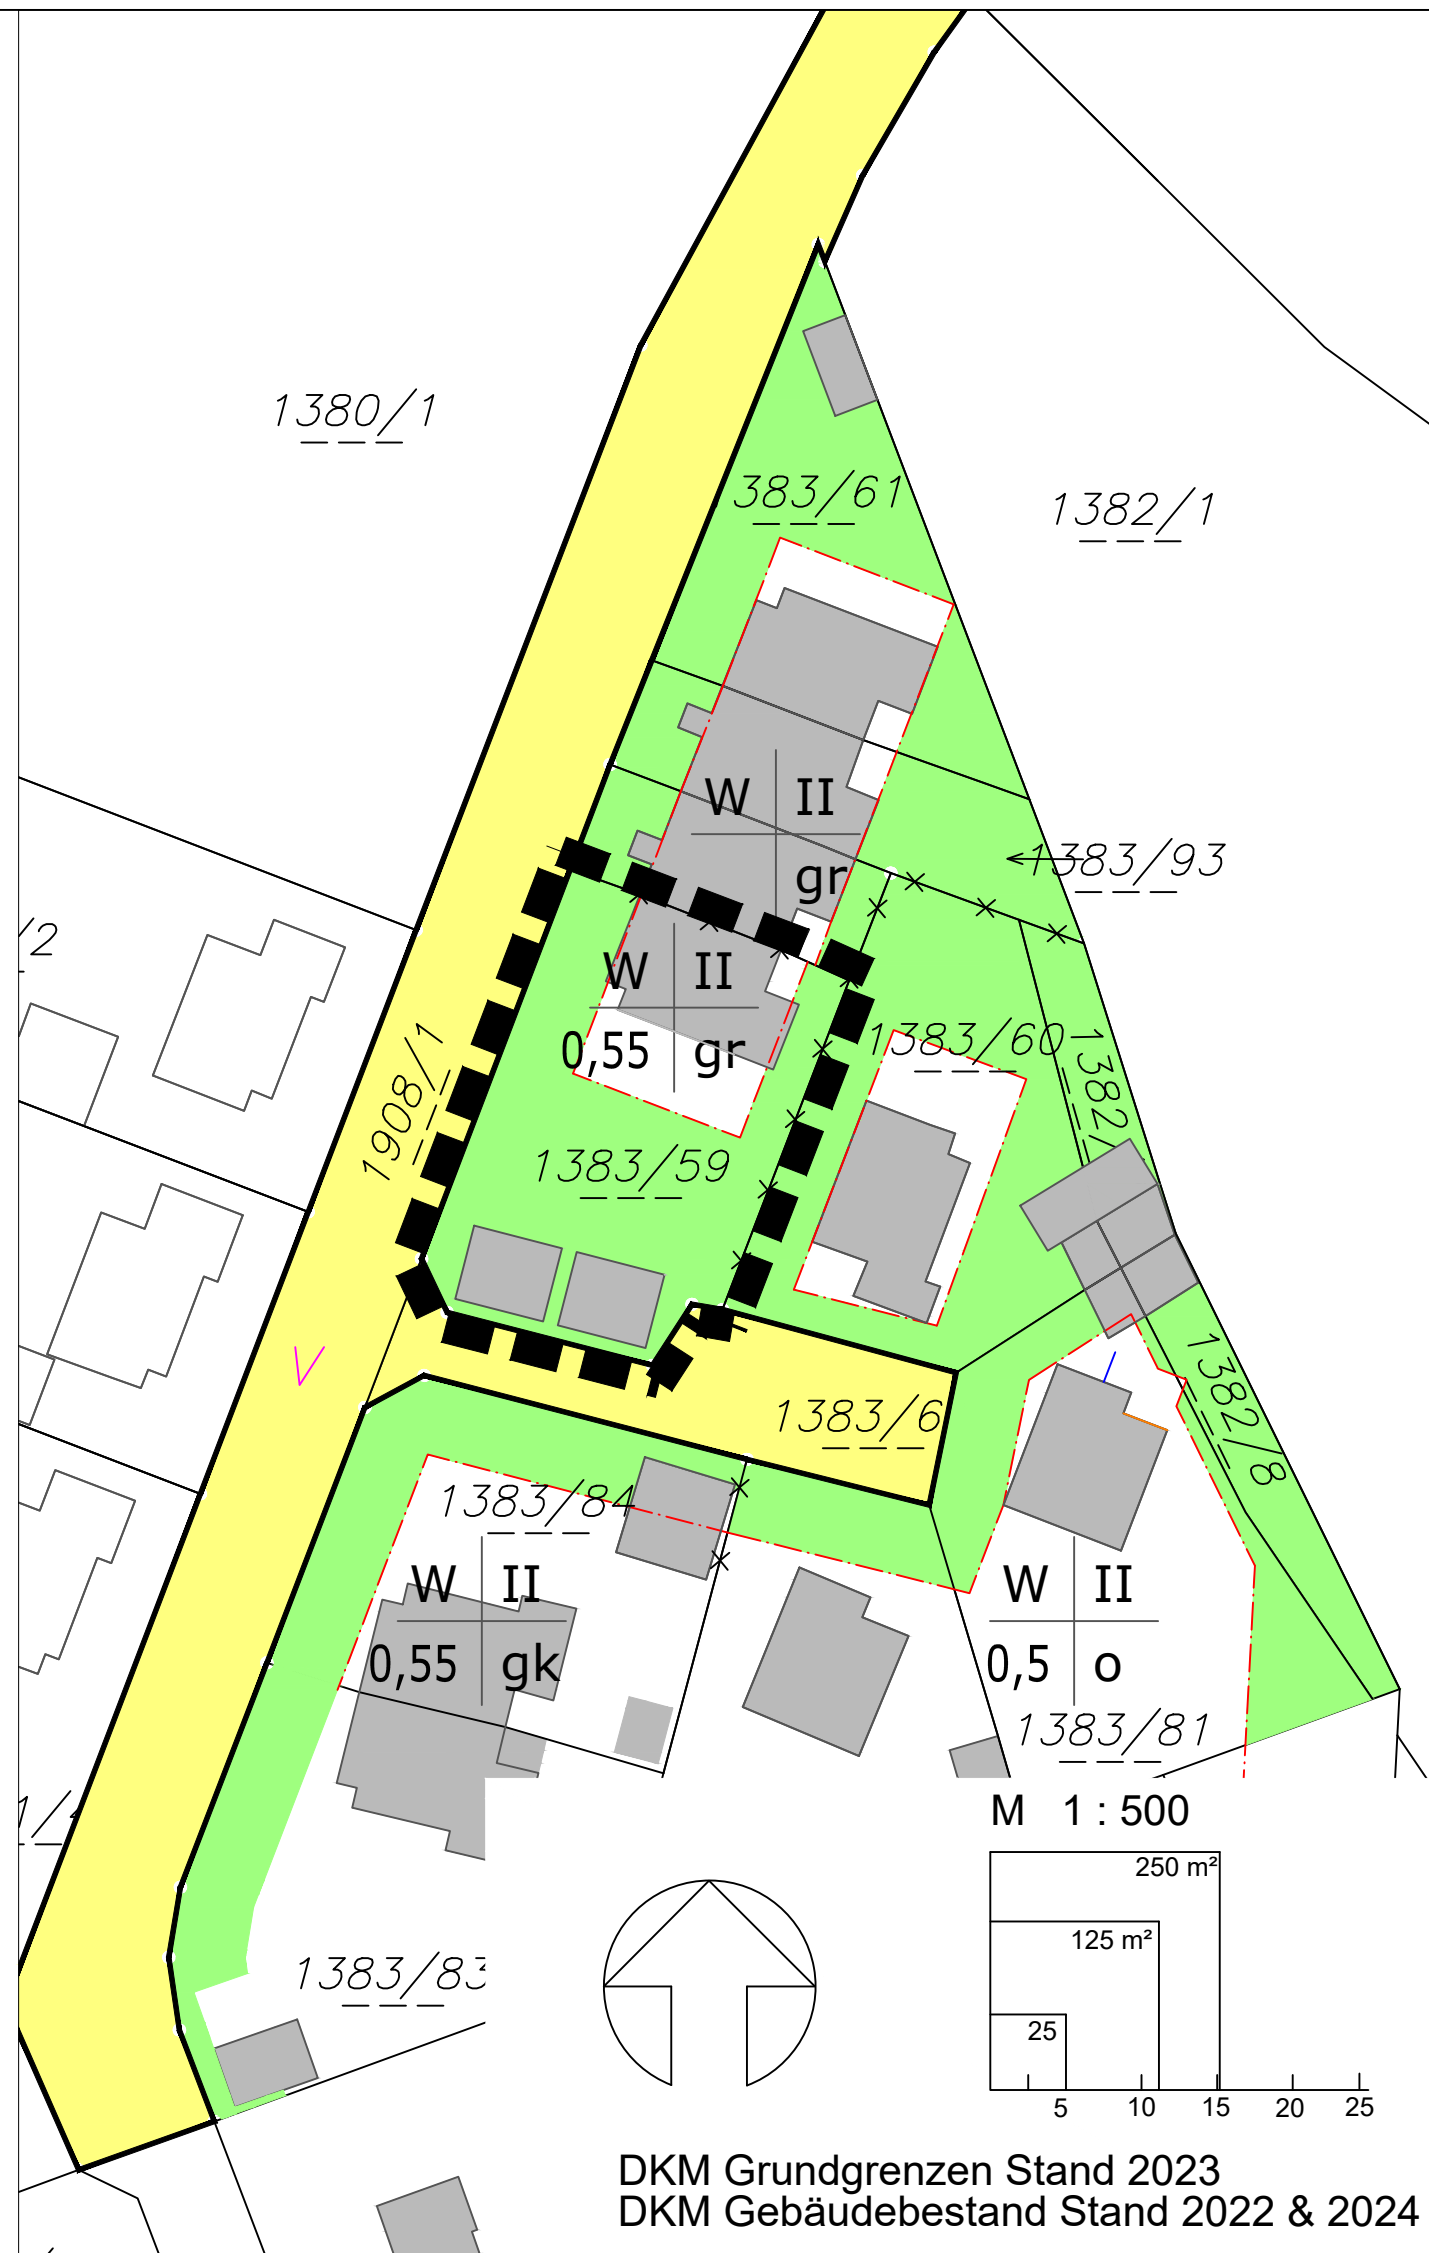 1380/1
383/61
1382/1
W II
gr
1383/93
/2
W II
0,55 gr
1383/60
1382/
1908/1
1383/59
V
1382/8
1383/6
1383/84
W II
0,55 gk
W II
0,5 o
1383/81
M 1 : 500
250 m²
125 m²
25
5 10 15 20 25
1383/83
DKM Grundgrenzen Stand 2023
DKM Gebäudebestand Stand 2022 & 2024